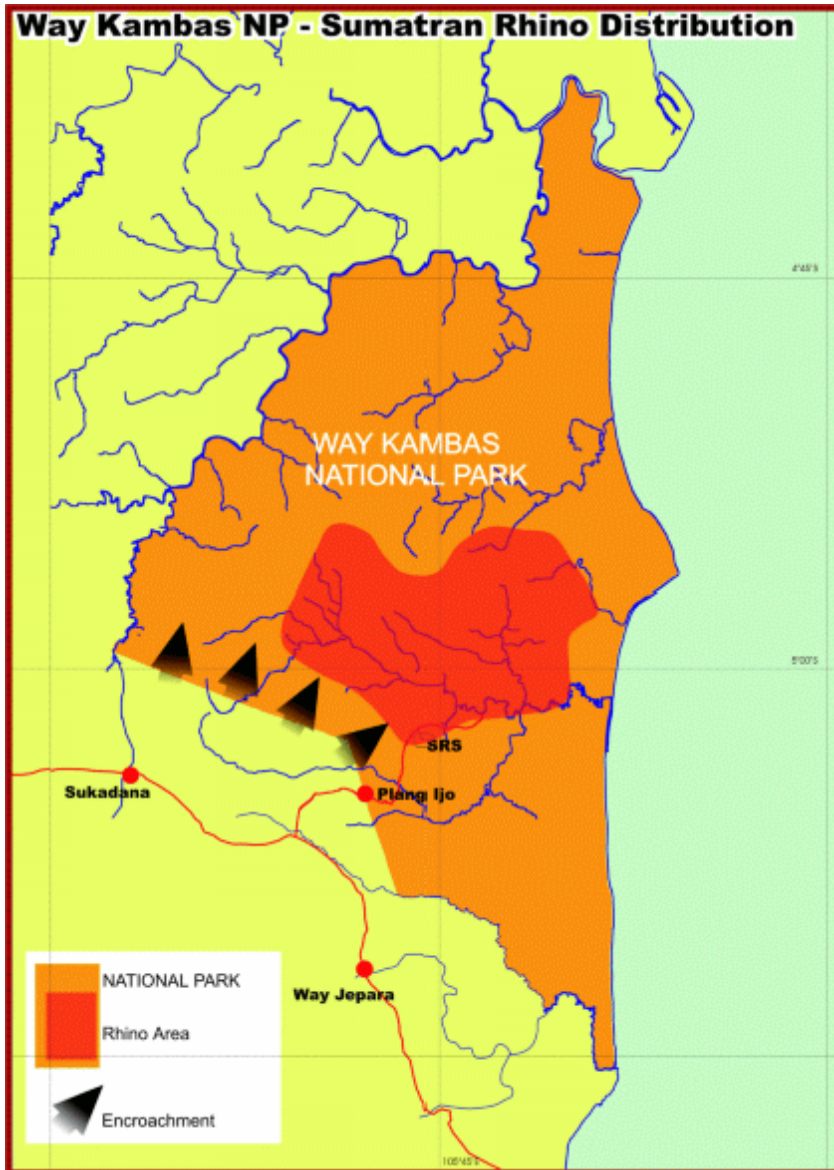 Way Kambas NP - Sumatran Rhino Distribution
4°45'S
WAY KAMBAS
NATIONAL PARK
5°00'S
SRS
Sukadana
Plang Ijo
Way Jepara
NATIONAL PARK
Rhino Area
Encroachment
105°45'E